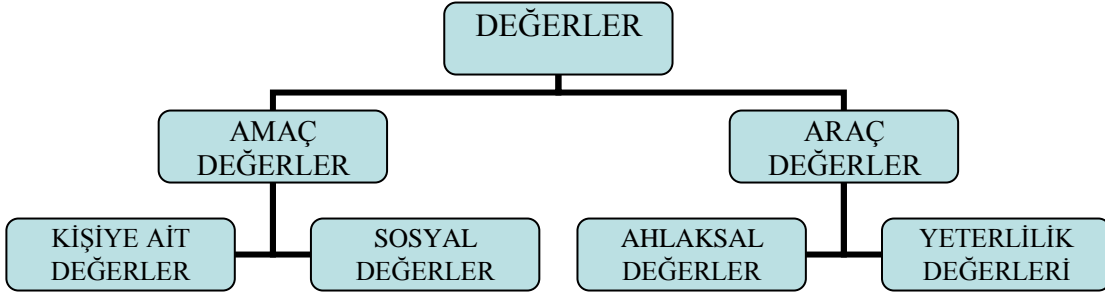 DEĞERLER
AMAÇ
DEĞERLER
ARAÇ
DEĞERLER
KİŞİYE AİT
DEĞERLER
SOSYAL
DEĞERLER
AHLAKSAL
DEĞERLER
YETERLİLİK
DEĞERLERİ